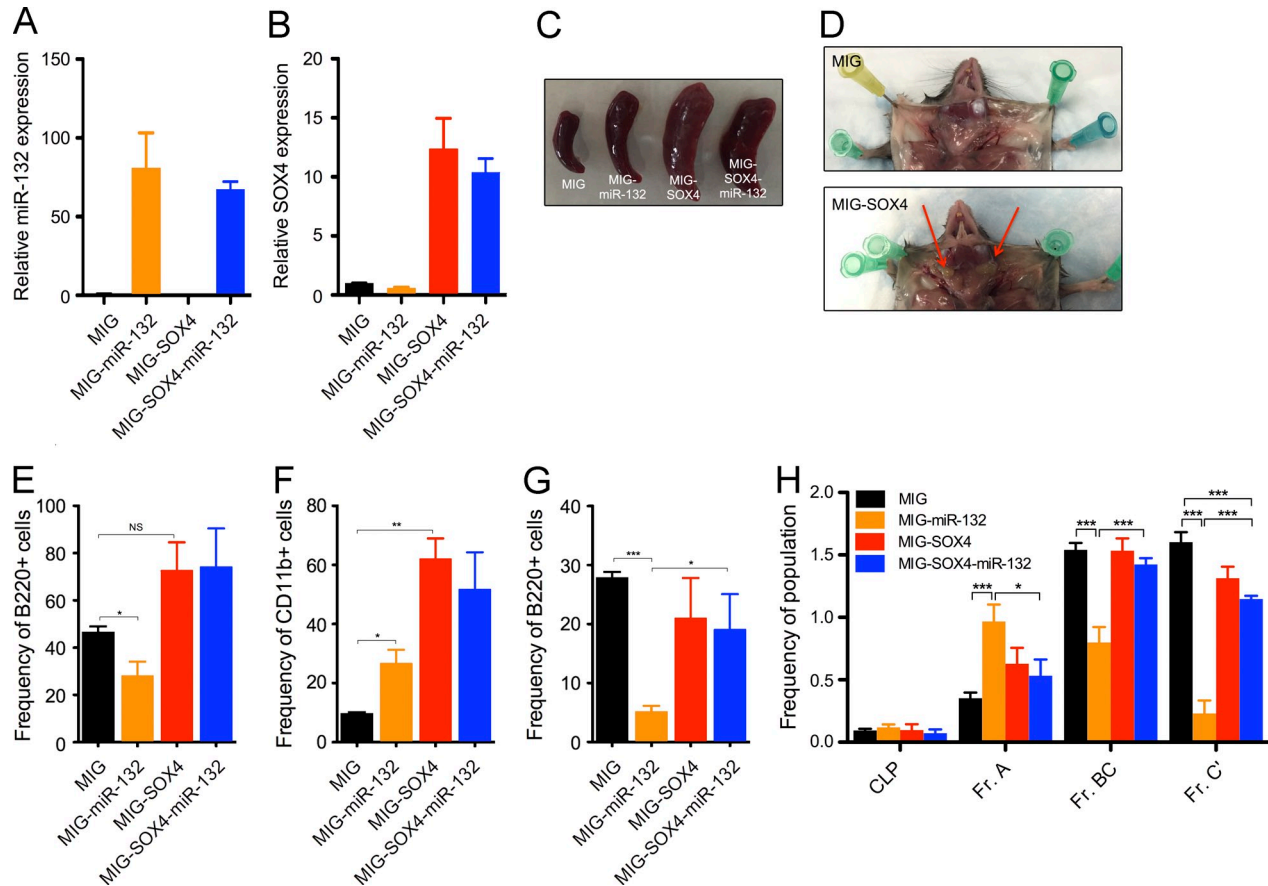 A
Relative miR-132 expression
150
100
50
0
MIG
MIG-miR-132
MIG-SOX4
MIG-SOX4-miR-132
B
Relative SOX4 expression
20
15
10
5
0
MIG
MIG-miR-132
MIG-SOX4
MIG-SOX4-miR-132
C
MIG
MIG-
miR-132
MIG-
SOX4
MIG-
SOX4-
miR-132
D
MIG
MIG-SOX4
E
Frequency of B220+ cells
100
80
60
40
20
0
NS
*
MIG
MIG-miR-132
MIG-SOX4
MIG-SOX4-miR-132
F
Frequency of CD11b+ cells
80
60
40
20
0
**
*
MIG
MIG-miR-132
MIG-SOX4
MIG-SOX4-miR-132
G
Frequency of B220+ cells
40
30
20
10
0
***
*
MIG
MIG-miR-132
MIG-SOX4
MIG-SOX4-miR-132
H
Frequency of population
2.0
1.5
1.0
0.5
0.0
MIG
MIG-miR-132
MIG-SOX4
MIG-SOX4-miR-132
*** *
*** ***
***
*** ***
CLP
Fr. A
Fr. BC
Fr. C'